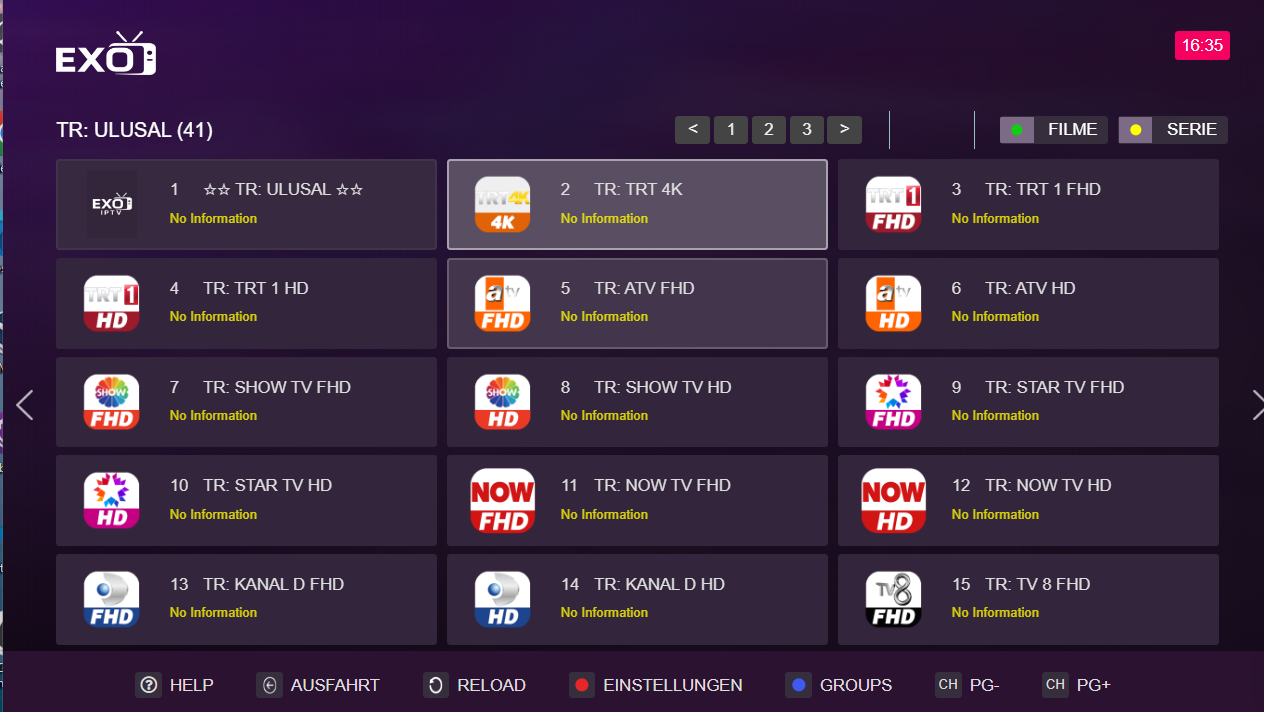 EXO
16:35
TR: ULUSAL (41)
< 1 2 3 >
FILME
SERIE
EXO
IPTV
1 ☆☆ TR: ULUSAL ☆☆
No Information
TRT 4K
4K
2 TR: TRT 4K
No Information
TRT 1
FHD
3 TR: TRT 1 FHD
No Information
TRT 1
HD
4 TR: TRT 1 HD
No Information
atv
FHD
5 TR: ATV FHD
No Information
atv
HD
6 TR: ATV HD
No Information
SHOW
FHD
7 TR: SHOW TV FHD
No Information
SHOW
HD
8 TR: SHOW TV HD
No Information
FHD
9 TR: STAR TV FHD
No Information
HD
10 TR: STAR TV HD
No Information
NOW
FHD
11 TR: NOW TV FHD
No Information
NOW
HD
12 TR: NOW TV HD
No Information
FHD
13 TR: KANAL D FHD
No Information
HD
14 TR: KANAL D HD
No Information
TV8
FHD
15 TR: TV 8 FHD
No Information
? HELP
AUSFAHRT
RELOAD
EINSTELLUNGEN
GROUPS
CH PG-
CH PG+